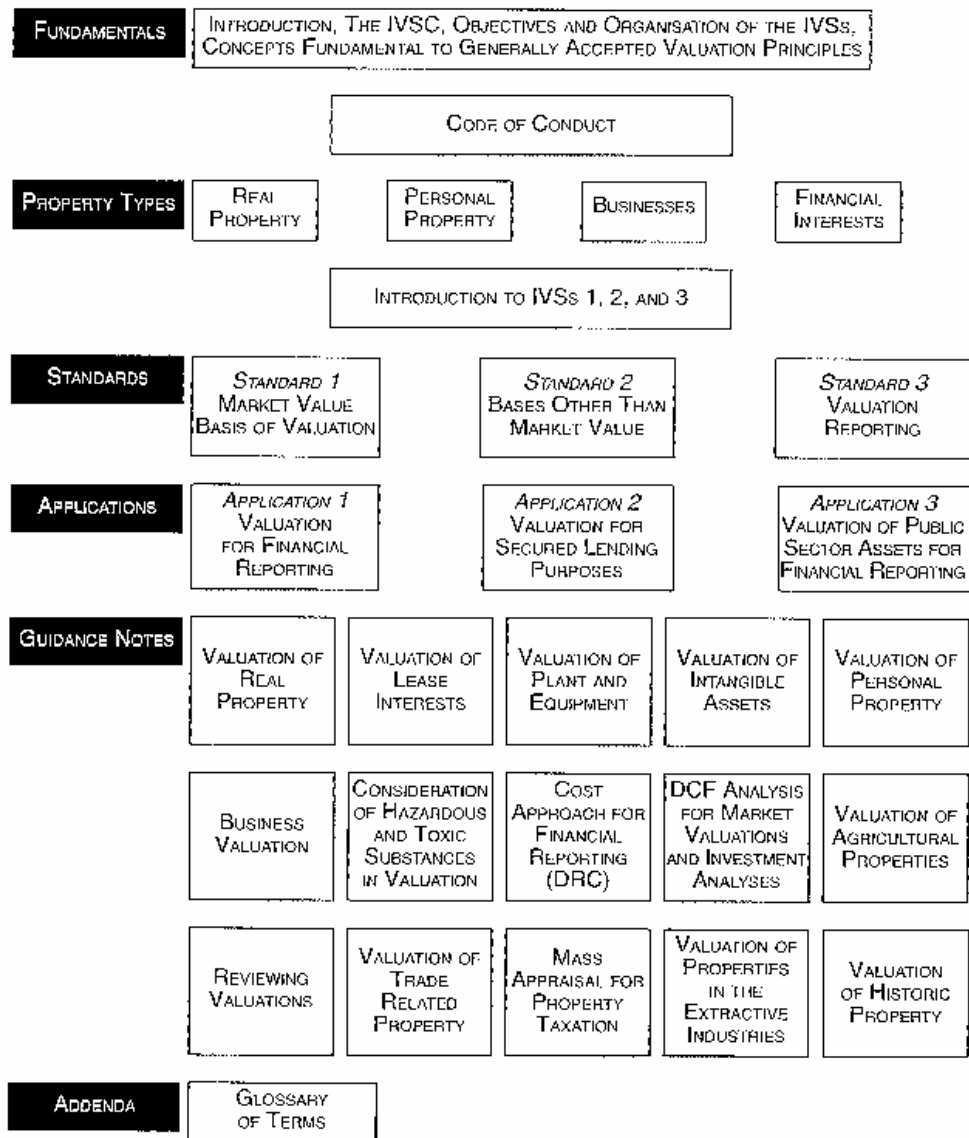 FUNDAMENTALS
INTRODUCTION, THE IVSC, OBJECTIVES AND ORGANISATION OF THE IVSs,
CONCEPTS FUNDAMENTAL TO GENERALLY ACCEPTED VALUATION PRINCIPLES
CODE OF CONDUCT
PROPERTY TYPES
REAL
PROPERTY
PERSONAL
PROPERTY
BUSINESSES
FINANCIAL
INTERESTS
INTRODUCTION TO IVSs 1, 2, AND 3
STANDARDS
STANDARD 1
MARKET VALUE
BASIS OF VALUATION
STANDARD 2
BASES OTHER THAN
MARKET VALUE
STANDARD 3
VALUATION
REPORTING
APPLICATIONS
APPLICATION 1
VALUATION
FOR FINANCIAL
REPORTING
APPLICATION 2
VALUATION FOR
SECURED LENDING
PURPOSES
APPLICATION 3
VALUATION OF PUBLIC
SECTOR ASSETS FOR
FINANCIAL REPORTING
GUIDANCE NOTES
VALUATION OF
REAL
PROPERTY
VALUATION OF
LEASE
INTERESTS
VALUATION OF
PLANT AND
EQUIPMENT
VALUATION OF
INTANGIBLE
ASSETS
VALUATION OF
PERSONAL
PROPERTY
BUSINESS
VALUATION
CONSIDERATION
OF HAZARDOUS
AND TOXIC
SUBSTANCES
IN VALUATION
COST
APPROACH FOR
FINANCIAL
REPORTING
(DRC)
DCF ANALYSIS
FOR MARKET
VALUATIONS
AND INVESTMENT
ANALYSES
VALUATION OF
AGRICULTURAL
PROPERTIES
REVIEWING
VALUATIONS
VALUATION OF
TRADE
RELATED
PROPERTY
MASS
APPRAISAL FOR
PROPERTY
TAXATION
VALUATION OF
PROPERTIES
IN THE
EXTRACTIVE
INDUSTRIES
VALUATION
OF HISTORIC
PROPERTY
ADDENDA
GLOSSARY
OF TERMS